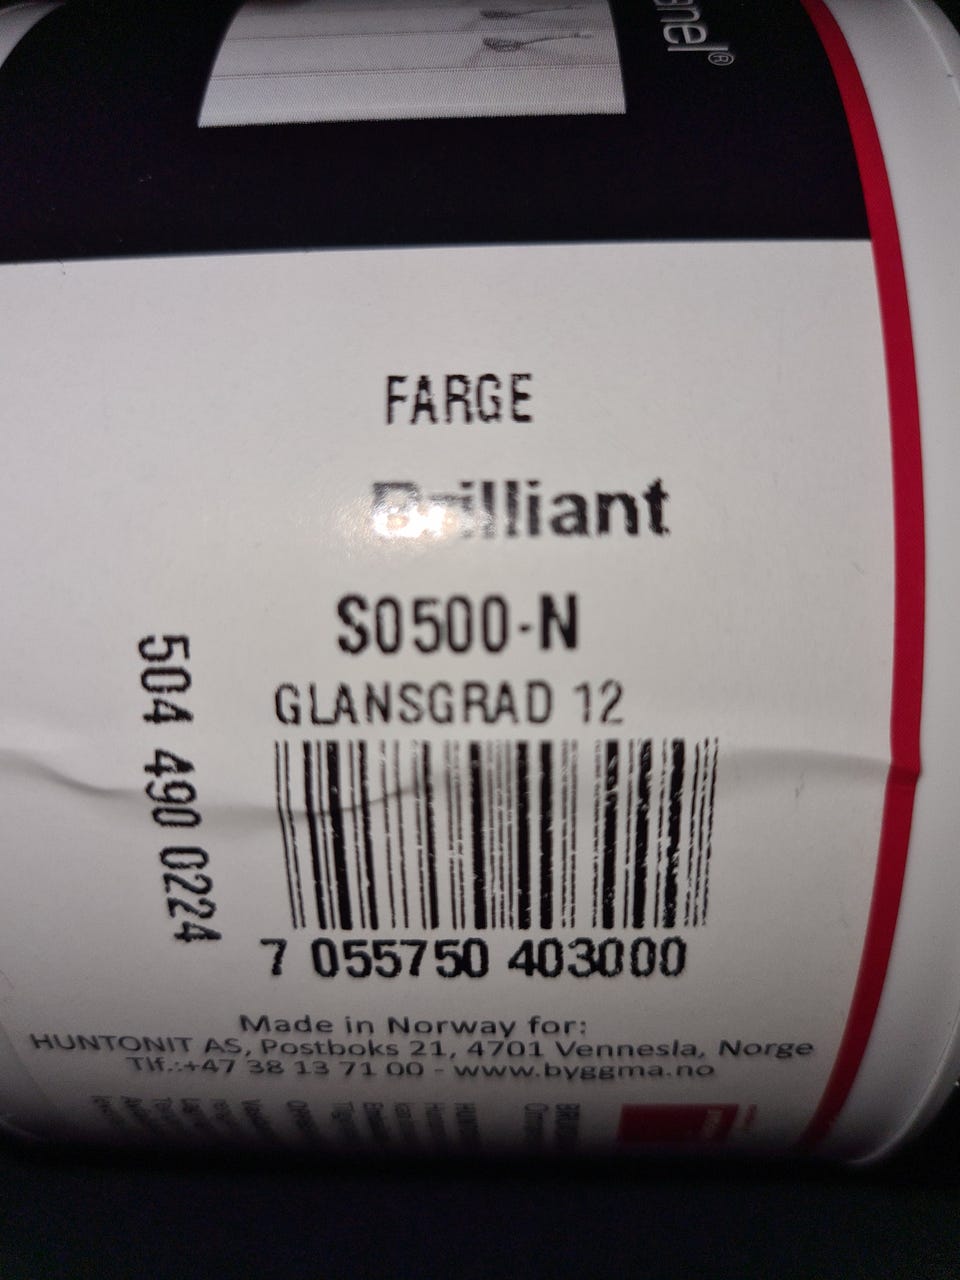 anel®
FARGE
Brilliant
S0500-N
GLANSGRAD 12
504 490 0224
7 055750 403000
Made in Norway for:
HUNTONIT AS, Postboks 21, 4701 Vennesla, Norge
Tlf.:+47 38 13 71 00 - www.byggma.no